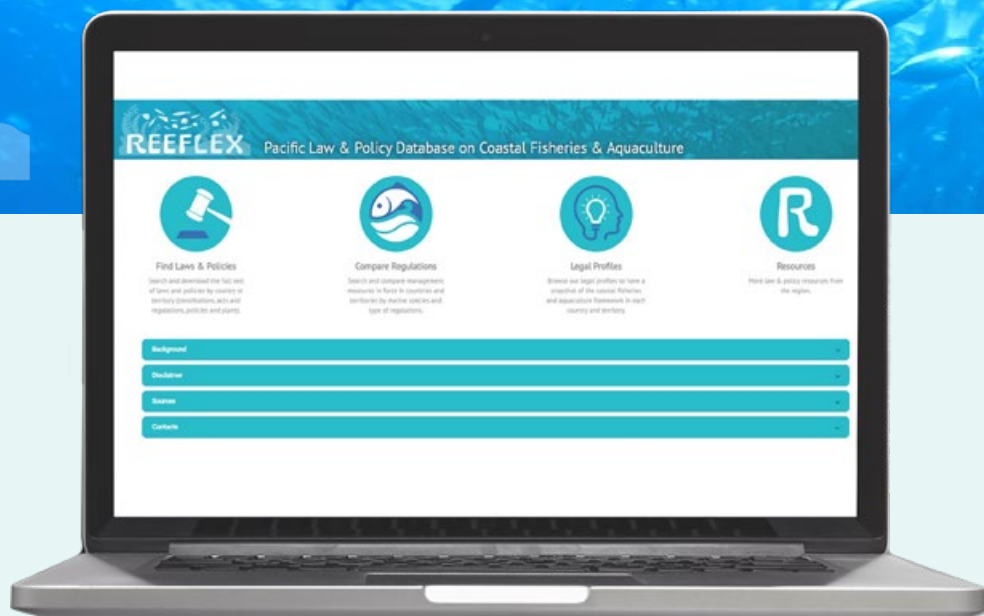 REEFLEX Pacific Law & Policy Database on Coastal Fisheries & Aquaculture
R
Find Laws & Policies
Search and download the full text
of laws and policies by country or
territory (constitutions, acts and
regulations, policies and plans).
Compare Regulations
Search and compare management
measures in force in countries and
territories by marine species and
type of regulations.
Legal Profiles
Browse our legal profiles to have a
snapshot of the coastal fisheries
and aquaculture framework in each
country and territory.
Resources
More law & policy resources from
the region.
Background
Disclaimer
Sources
Contacts